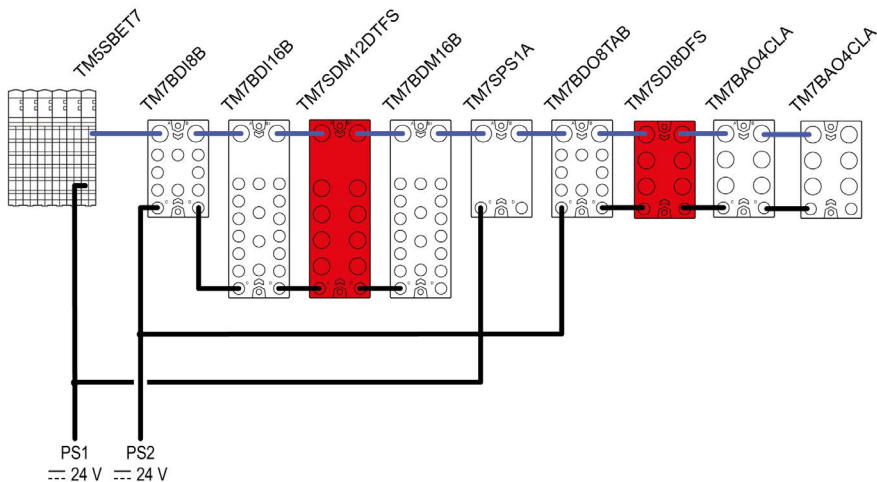 TM5SBET7
TM7BDI8B
TM7BDI16B
TM7SDM12DTFS
TM7BDM16B
TM7SPS1A
TM7BDO8TAB
TM7SDI8DFS
TM7BAO4CLA
TM7BAO4CLA
PS1
24 V
PS2
24 V